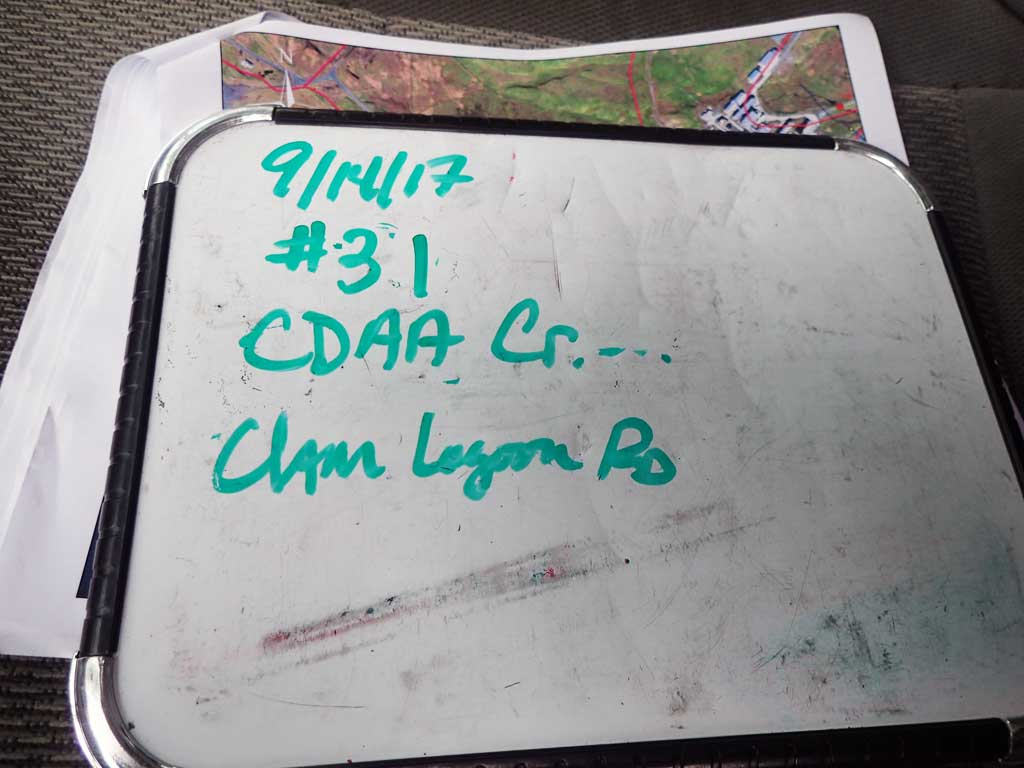 9/14/17
#31
CDAA Cr. ---.
Clam Lagoon RD
N